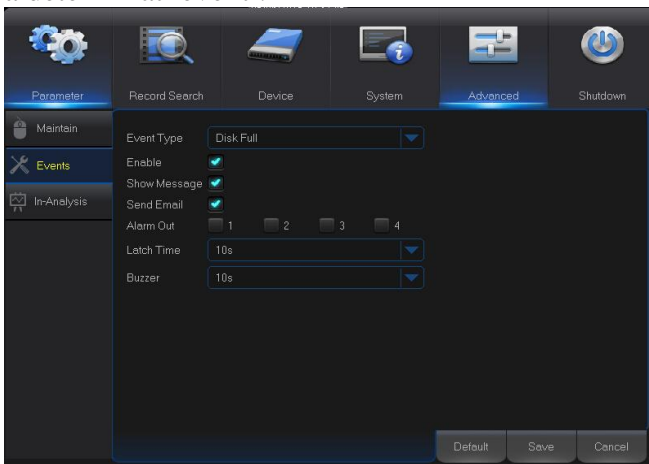 Parameter Record Search Device System Advanced Shutdown
Maintain
Events
In-Analysis
Event Type Disk Full
Enable
Show Message
Send Email
Alarm Out 1 2 3 4
Latch Time 10s
Buzzer 10s
Default Save Cancel